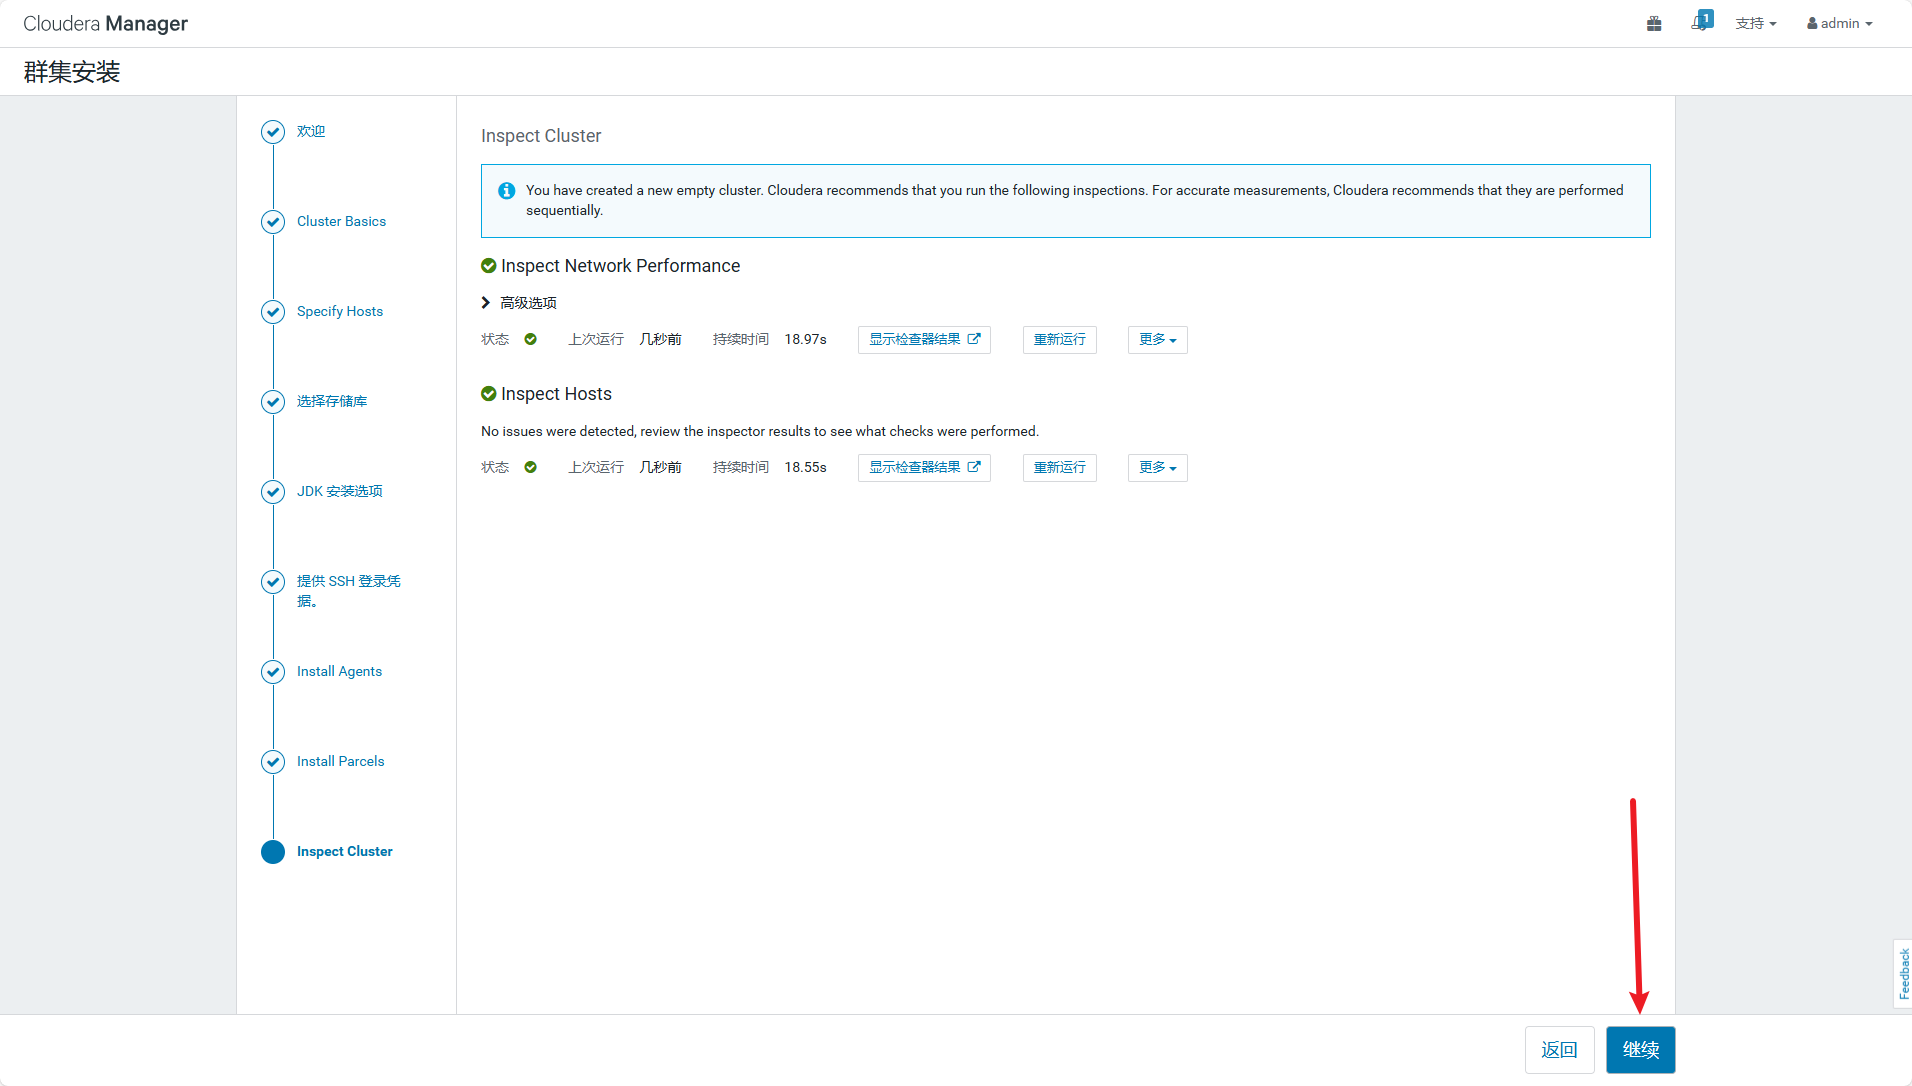 Cloudera Manager
1
支持
admin
群集安装
欢迎
Cluster Basics
Specify Hosts
选择存储库
JDK 安装选项
提供 SSH 登录凭
据。
Install Agents
Install Parcels
Inspect Cluster
Inspect Cluster
You have created a new empty cluster. Cloudera recommends that you run the following inspections. For accurate measurements, Cloudera recommends that they are performed
sequentially.
Inspect Network Performance
高级选项
状态 上次运行 几秒前 持续时间 18.97s 显示检查器结果 重新运行 更多
Inspect Hosts
No issues were detected, review the inspector results to see what checks were performed.
状态 上次运行 几秒前 持续时间 18.55s 显示检查器结果 重新运行 更多
Feedback
返回 继续